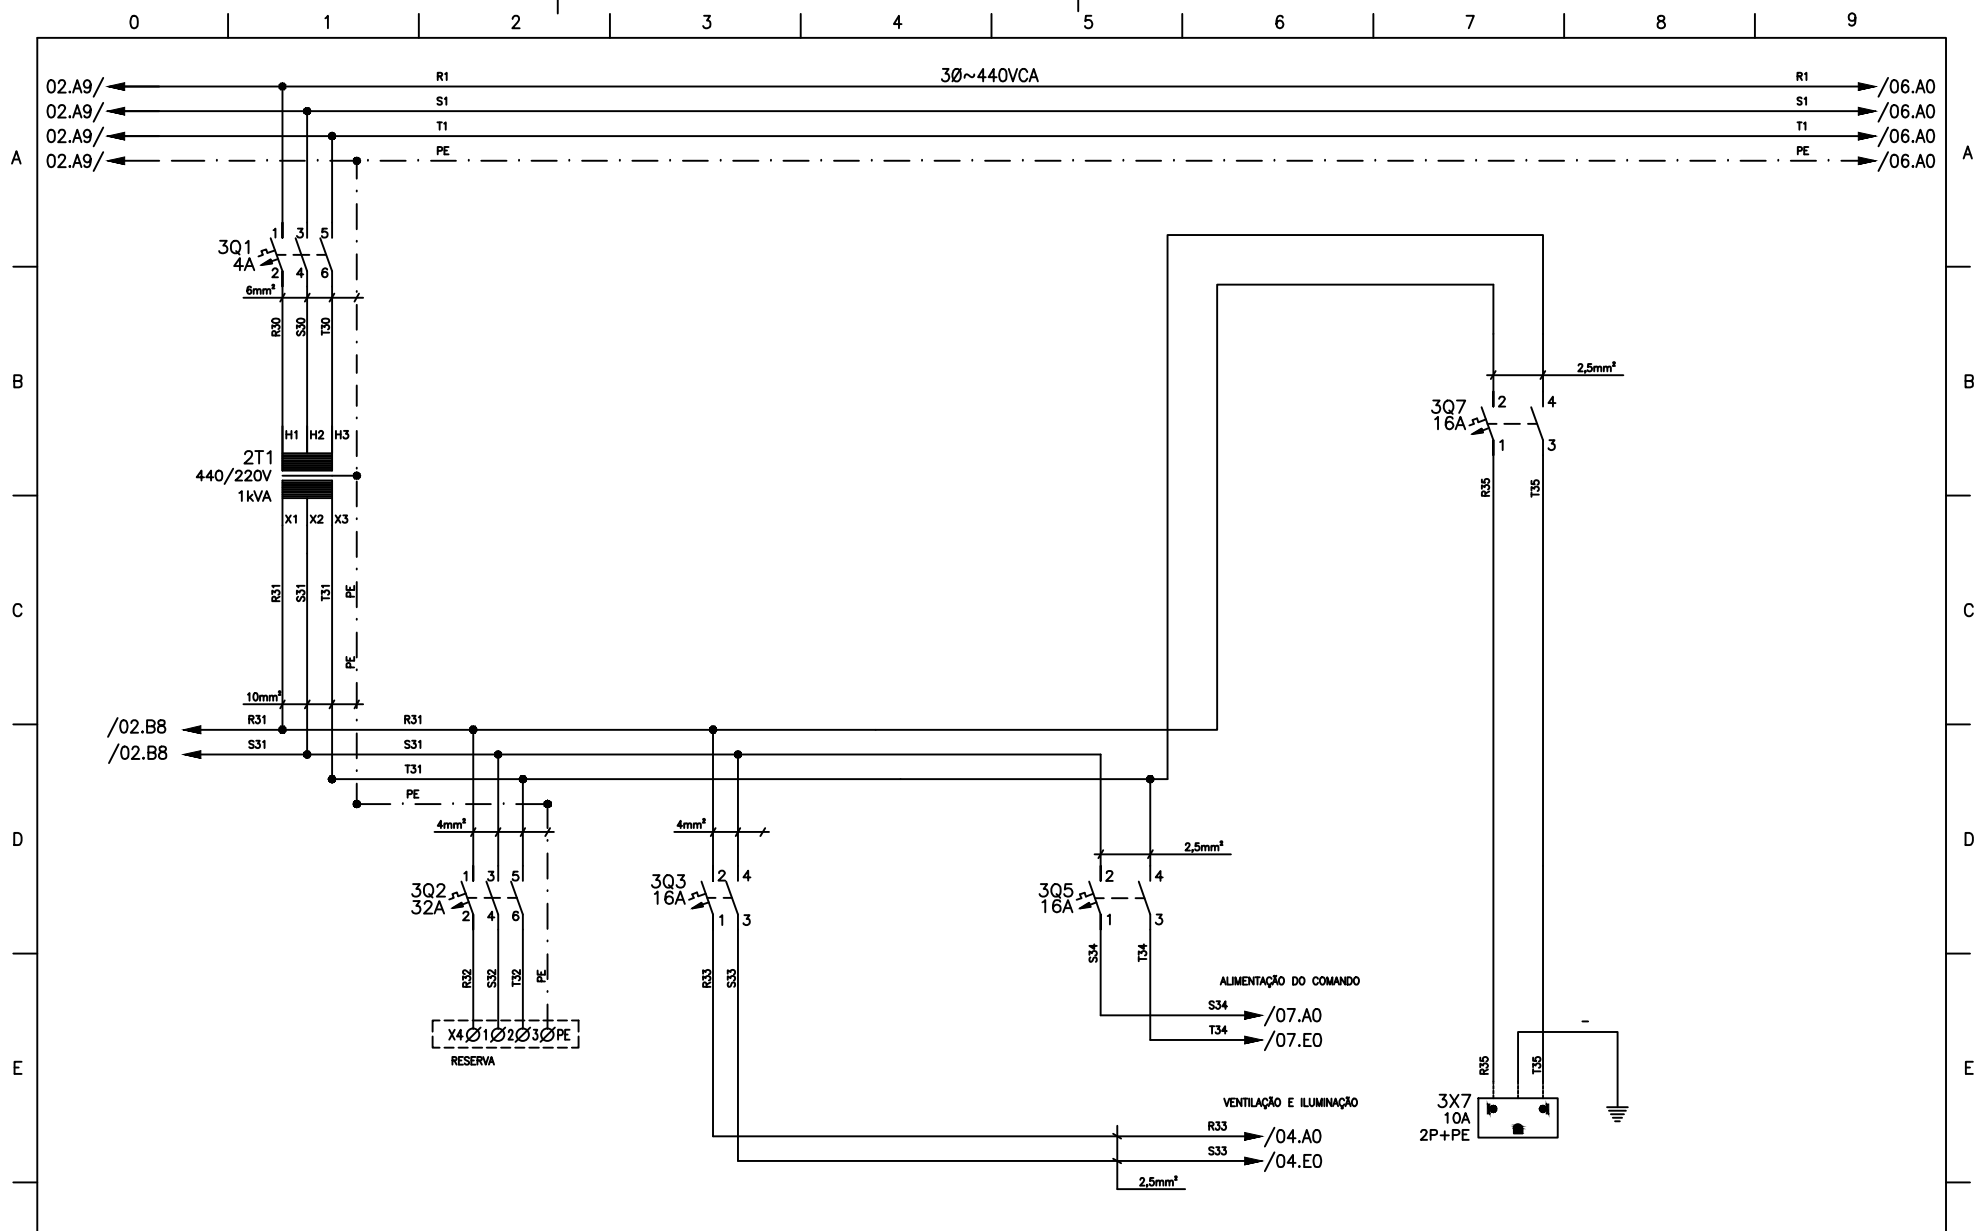 0 1 2 3 4 5 6 7 8 9
02.A9/ R1 3Ø~440VCA R1 /06.A0
02.A9/ S1 S1 /06.A0
02.A9/ T1 T1 /06.A0
A 02.A9/ PE PE /06.A0 A
1 3 5
3Q1
4A
2 4 6
6mm²
R30 S30 T30
B B
2,5mm²
2 4
3Q7
16A
1 3
H1 H2 H3
2T1
440/220V
1kVA
R35 T35
X1 X2 X3
R31 S31 T31 PE
C C
PE
10mm²
/02.B8 R31 R31
/02.B8 S31 S31
T31
PE
4mm² 4mm²
D D
2,5mm²
1 3 5 2 4 2 4
3Q2 3Q3 3Q5
32A 16A 16A
2 4 6 1 3 1 3
S34 T34
R32 S32 T32 PE R33 S33
ALIMENTAÇÃO DO COMANDO
S34 /07.A0
T34 /07.E0
X4 1 2 3 PE
RESERVA
–
E R35 T35 E
VENTILAÇÃO E ILUMINAÇÃO
3X7
10A
2P+PE
R33 /04.A0
S33 /04.E0
2,5mm²